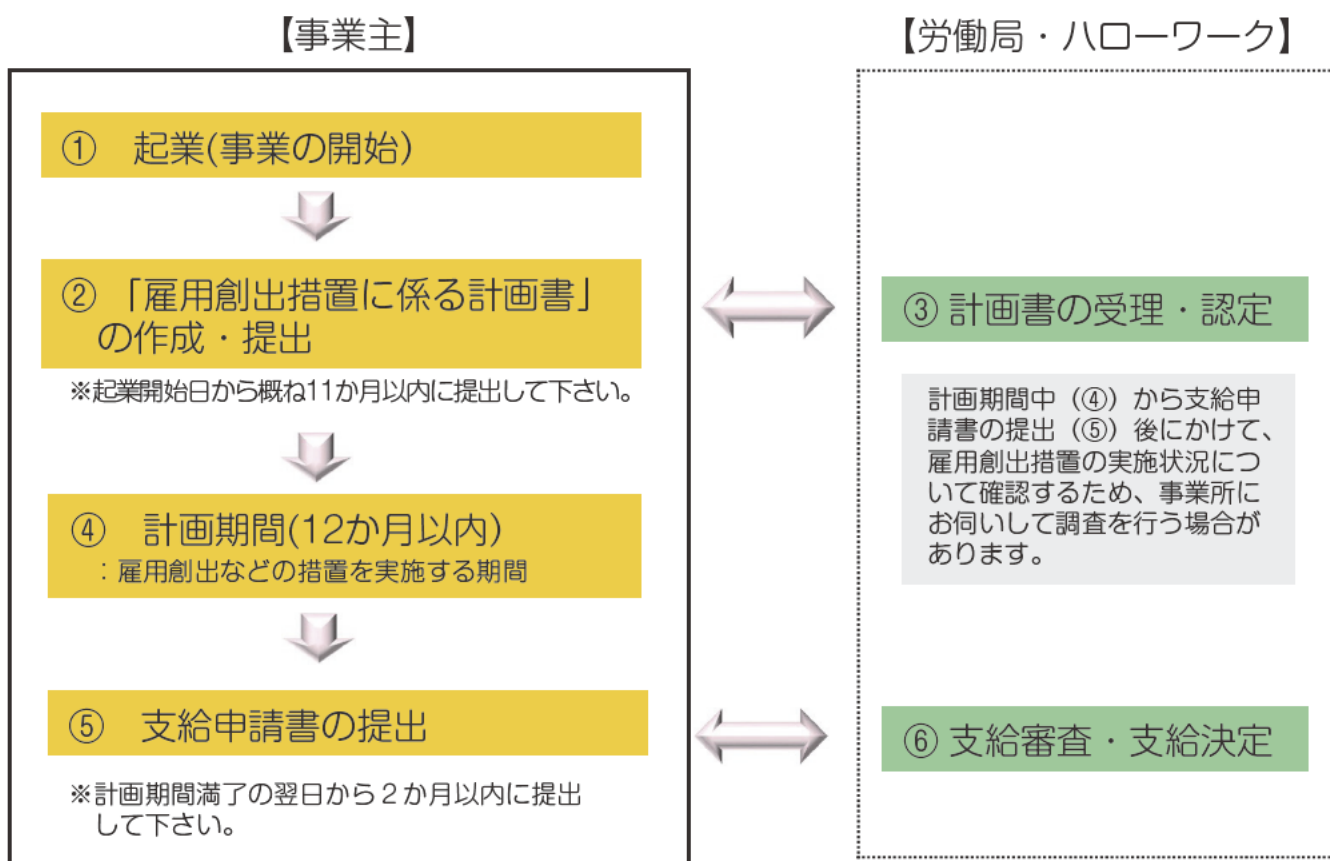 【事業主】
【労働局・ハローワーク】
① 起業(事業の開始)
② 「雇用創出措置に係る計画書」
の作成・提出
※起業開始日から概ね11か月以内に提出して下さい。
③ 計画書の受理・認定
計画期間中（④）から支給申
請書の提出（⑤）後にかけて、
雇用創出措置の実施状況につ
いて確認するため、事業所に
お伺いして調査を行う場合が
あります。
④ 計画期間(12か月以内)
：雇用創出などの措置を実施する期間
⑤ 支給申請書の提出
※計画期間満了の翌日から２か月以内に提出
して下さい。
⑥ 支給審査・支給決定